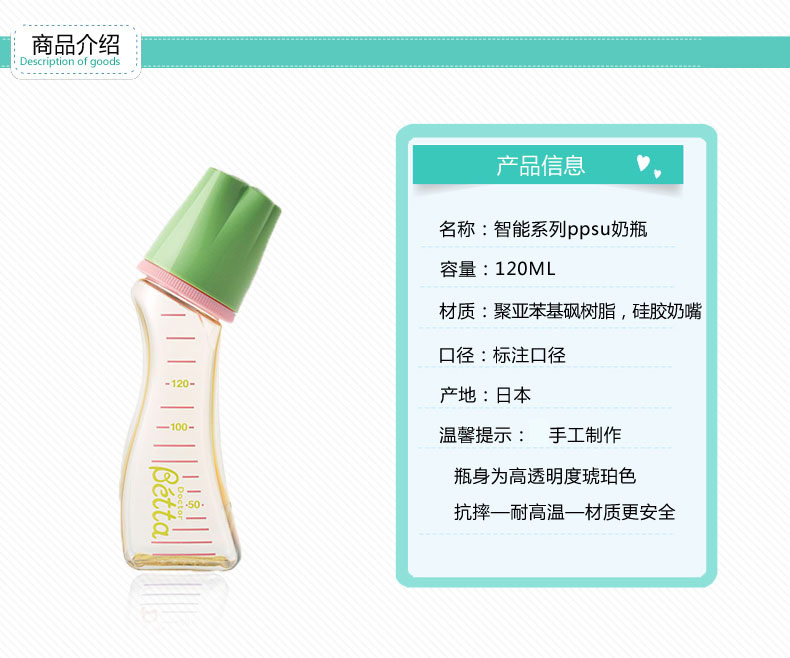 商品介绍
Description of goods
产品信息
名称：智能系列ppsu奶瓶
容量：120ML
材质：聚亚苯基砜树脂，硅胶奶嘴
口径：标注口径
产地：日本
温馨提示： 手工制作
瓶身为高透明度琥珀色
抗摔—耐高温—材质更安全
-120-
-100-
-50-
Doctor
Bétta